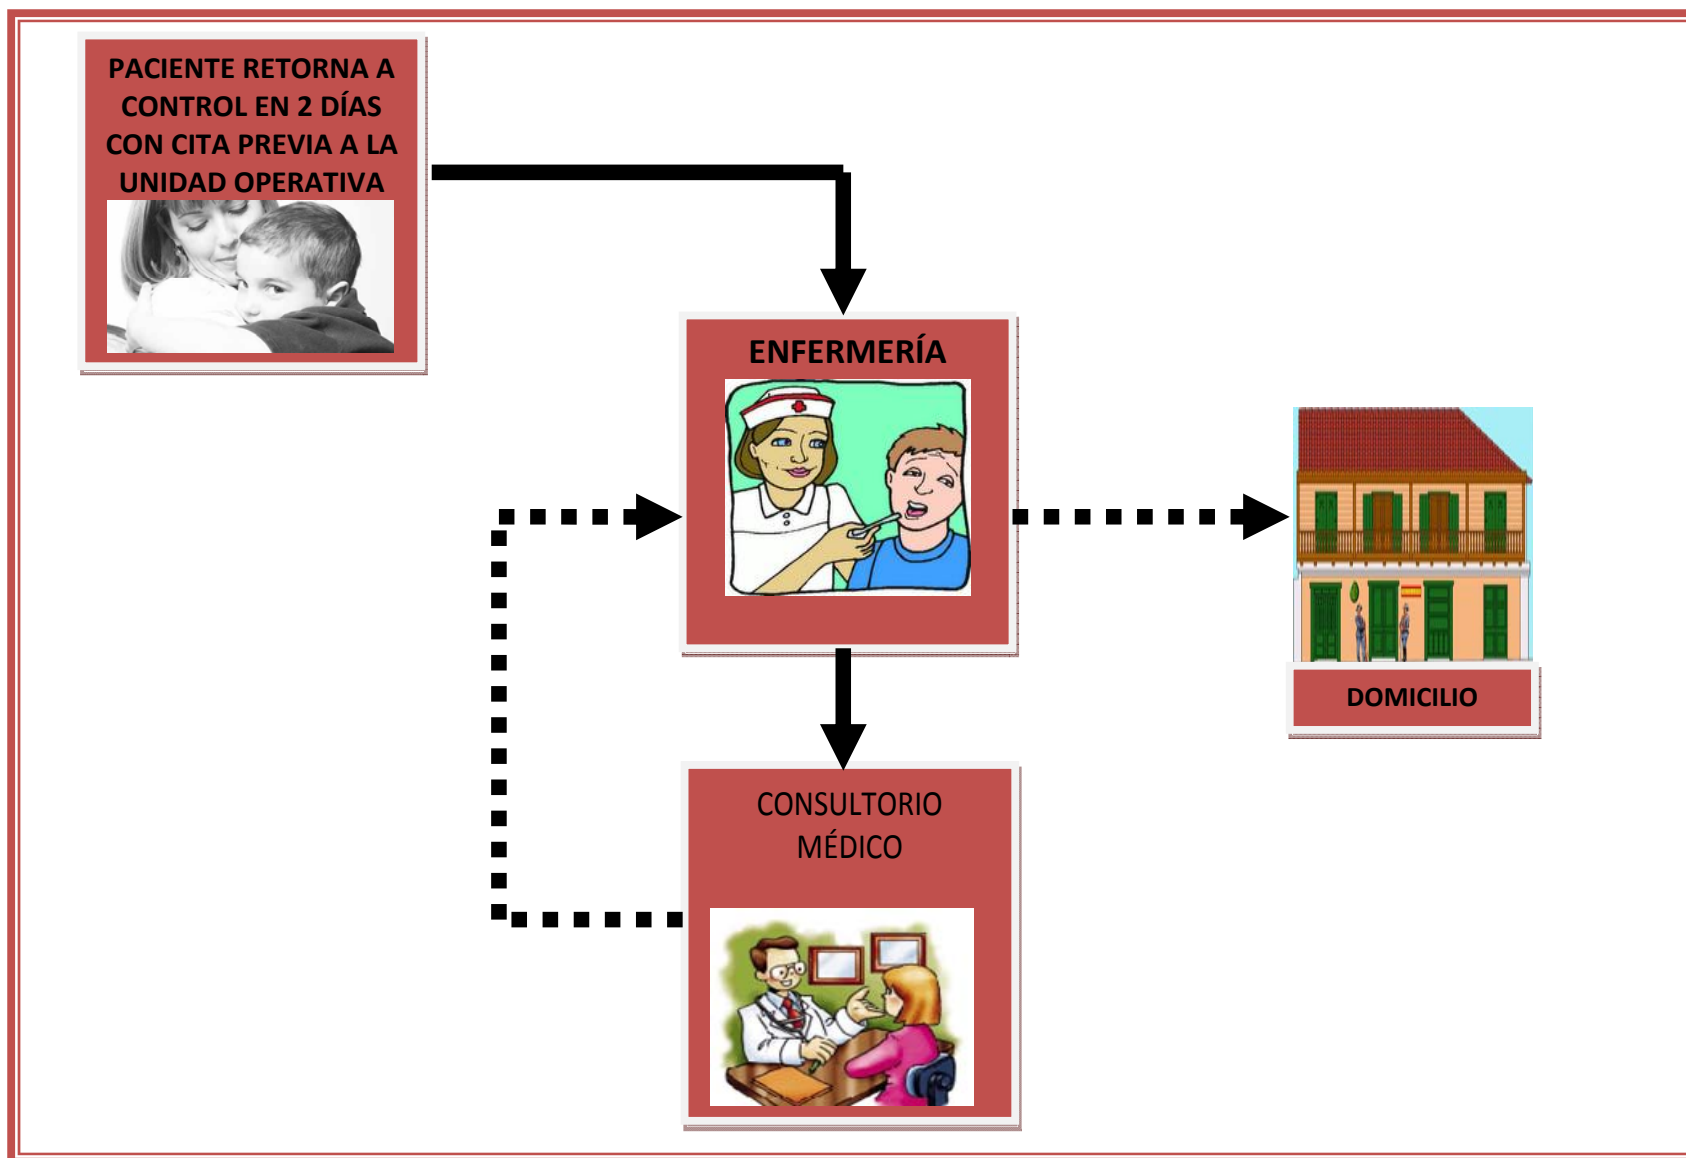 PACIENTE RETORNA A
CONTROL EN 2 DÍAS
CON CITA PREVIA A LA
UNIDAD OPERATIVA
ENFERMERÍA
DOMICILIO
CONSULTORIO
MÉDICO